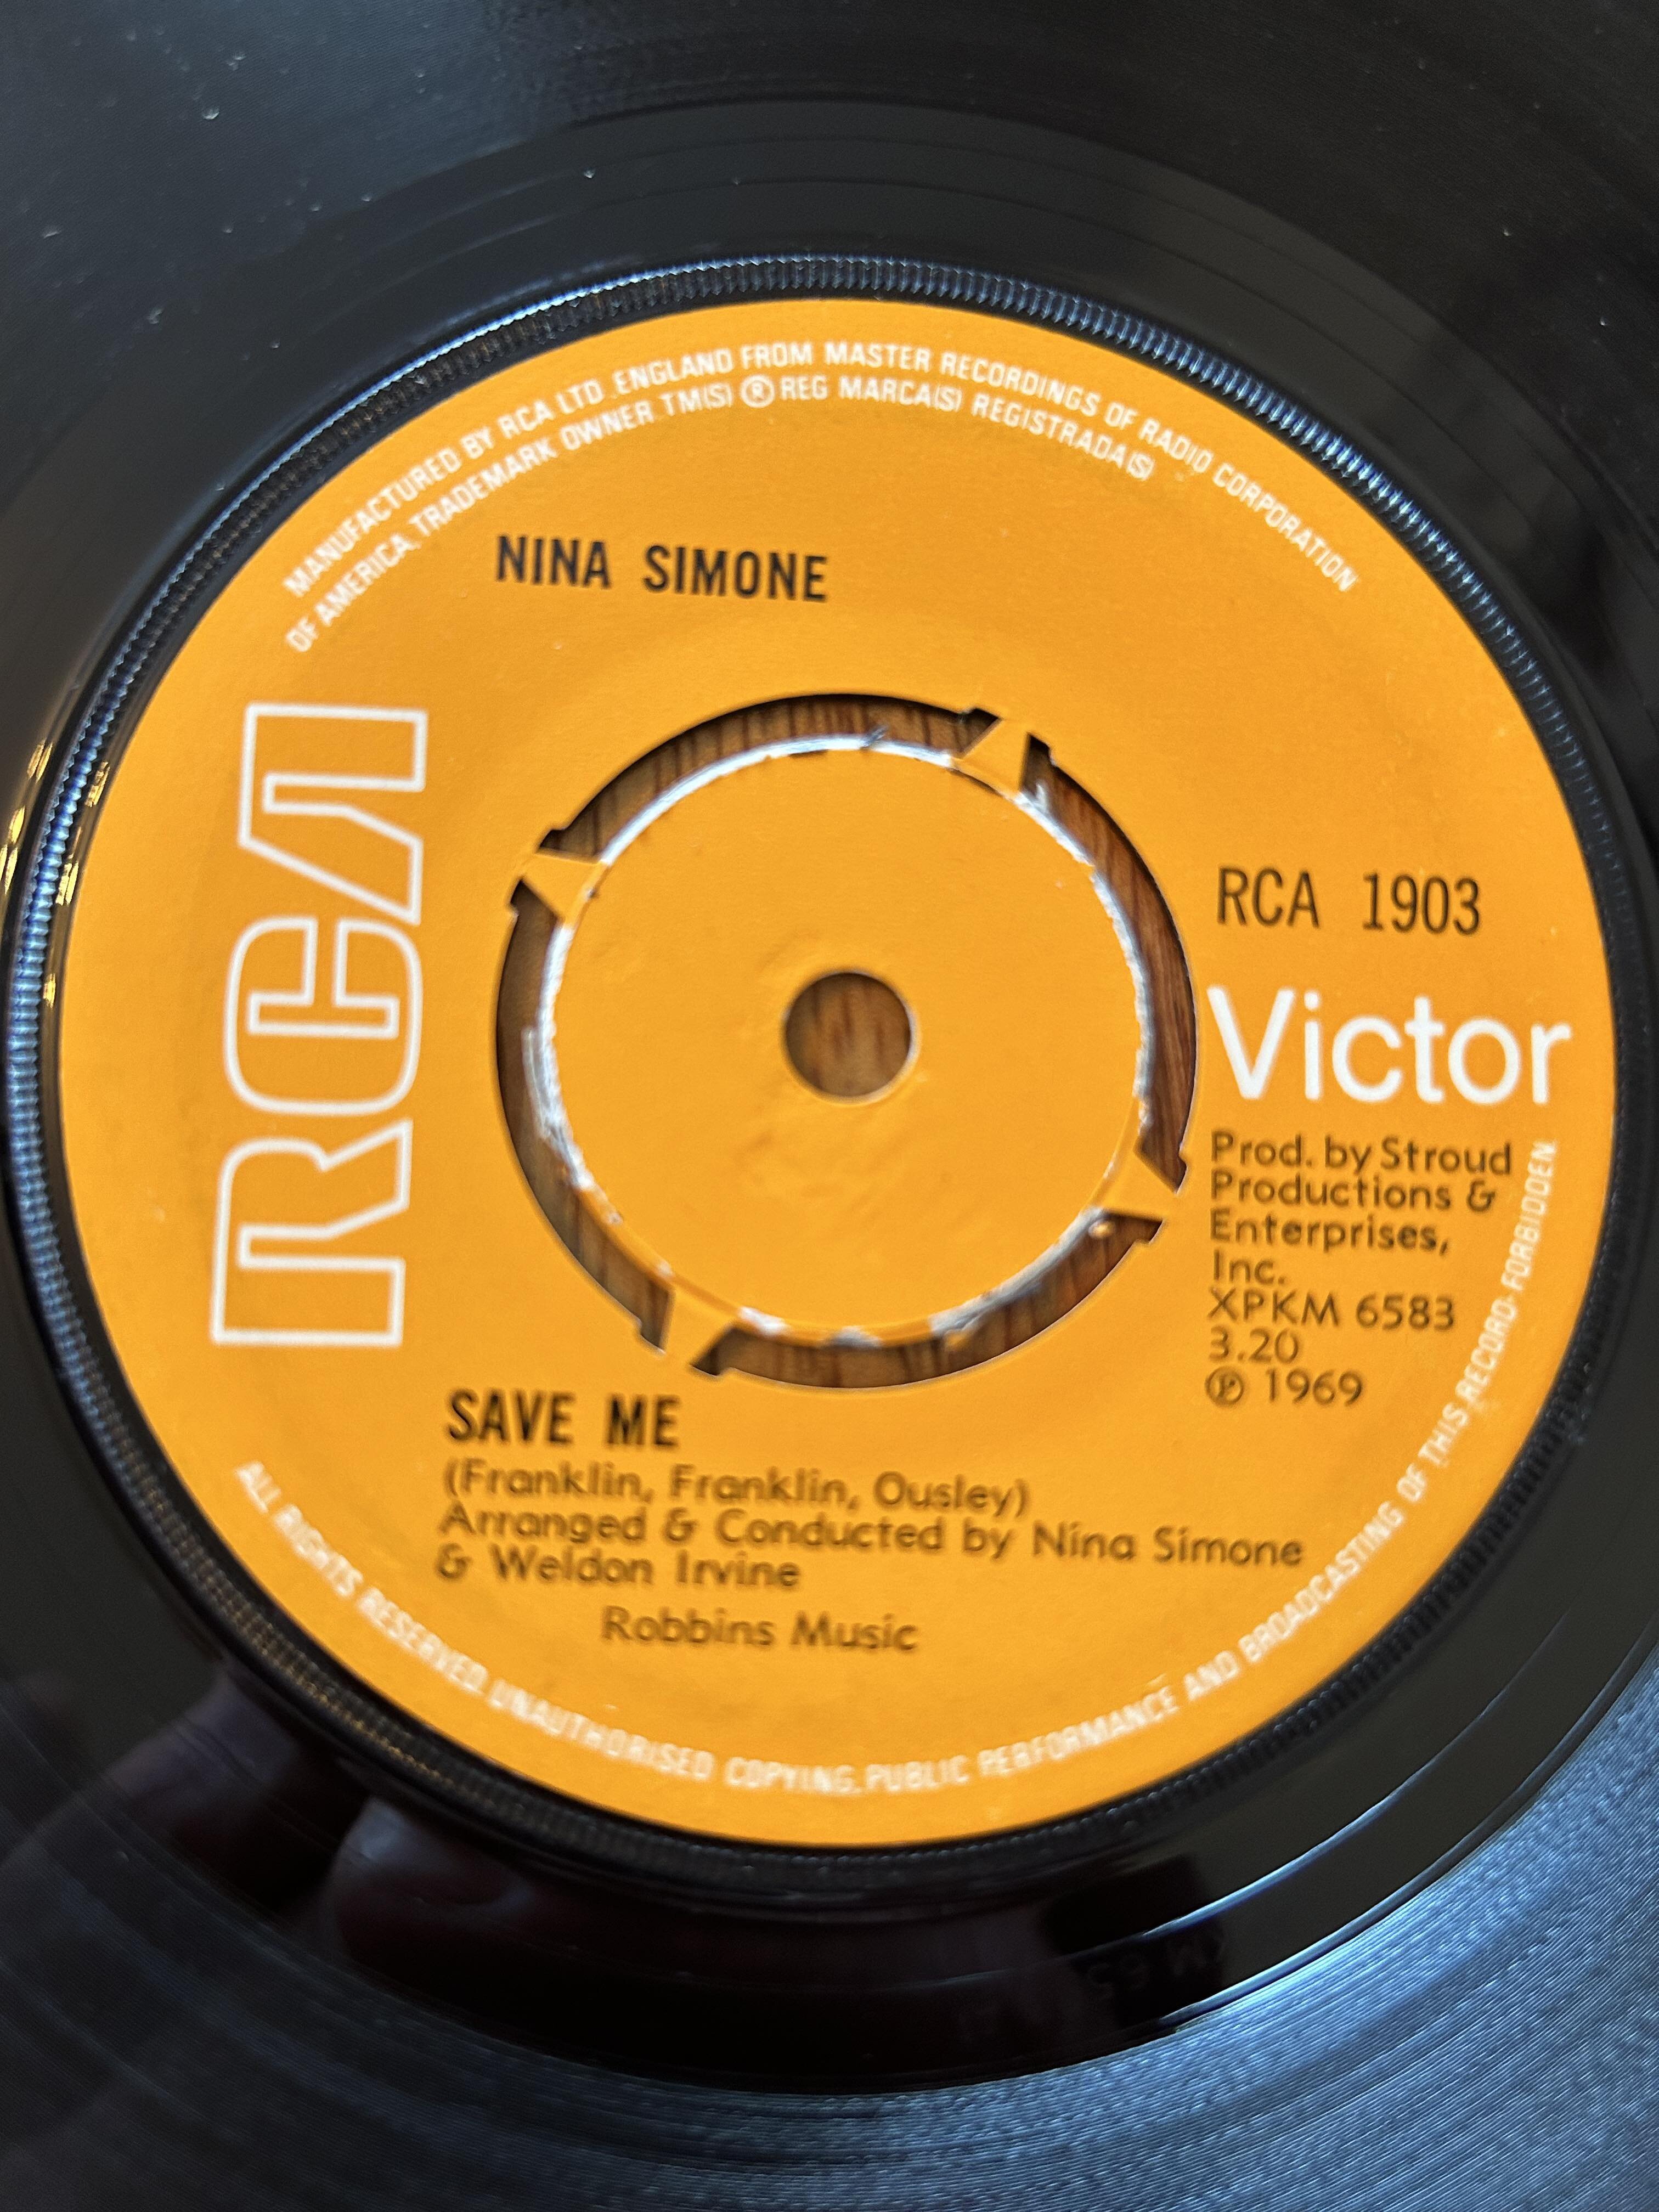 MANUFACTURED BY RCA LTD. ENGLAND FROM MASTER RECORDINGS OF RADIO CORPORATION
OF AMERICA, TRADEMARK OWNER TM(S) ® REG MARCA(S) REGISTRADA(S)
NINA SIMONE
RCA
RCA 1903
Victor
Prod. by Stroud
Productions &
Enterprises,
Inc.
XPKM 6583
3.20
℗ 1969
SAVE ME
(Franklin, Franklin, Ousley)
Arranged & Conducted by Nina Simone
& Weldon Irvine
Robbins Music
ALL RIGHTS RESERVED UNAUTHORISED COPYING, PUBLIC PERFORMANCE AND BROADCASTING OF THIS RECORD FORBIDDEN